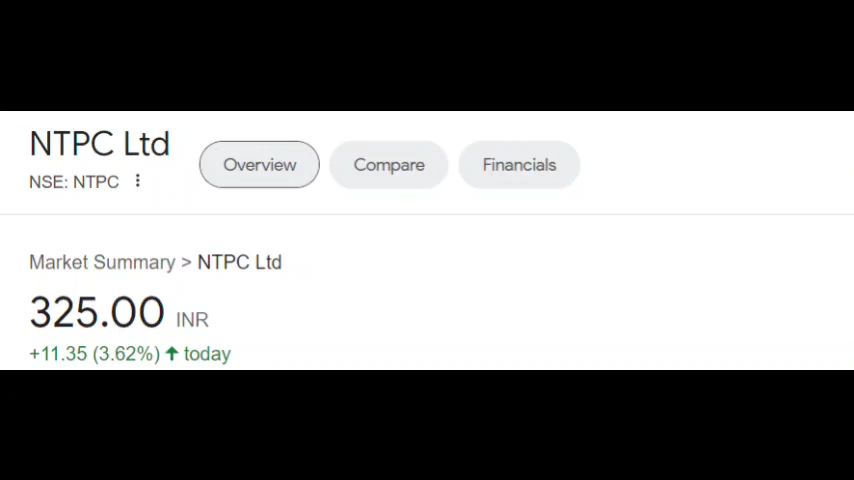 NTPC Ltd
NSE: NTPC
Overview
Compare
Financials
Market Summary > NTPC Ltd
325.00 INR
+11.35 (3.62%) ↑ today